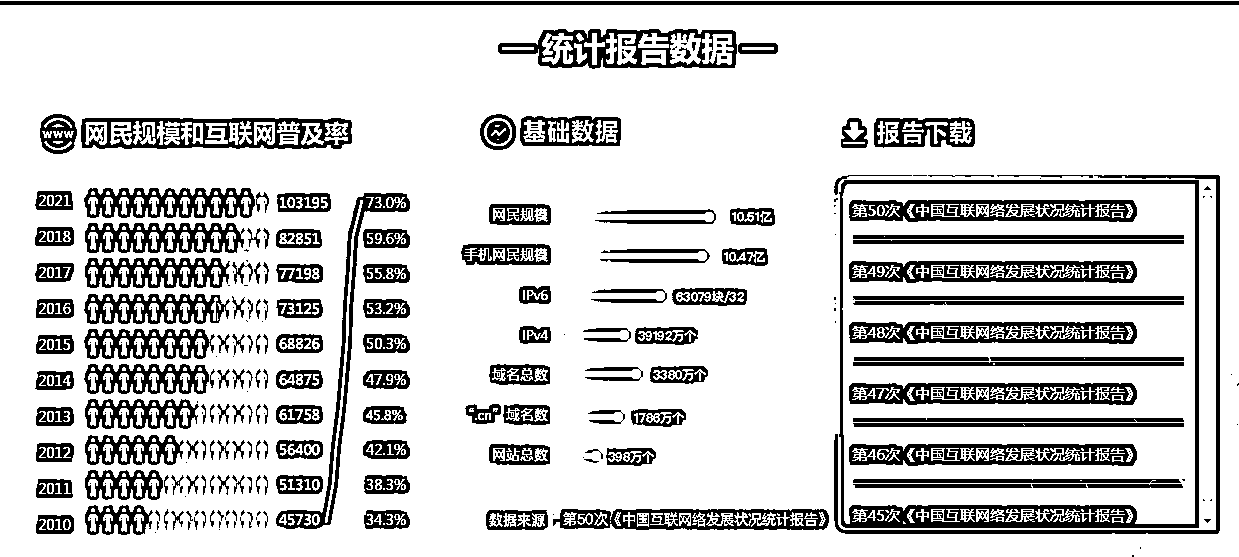 统计报告数据
www 网民规模和互联网普及率
2021 103195 73.0%
2018 82851 59.6%
2017 77198 55.8%
2016 73125 53.2%
2015 68826 50.3%
2014 64875 47.9%
2013 61758 45.8%
2012 56400 42.1%
2011 51310 38.3%
2010 45730 34.3%
基础数据
网民规模 10.51亿
手机网民规模 10.47亿
IPv6 63079块/32
IPv4 39192万个
域名总数 3380万个
“.cn”域名数 1786万个
网站总数 398万个
数据来源:第50次《中国互联网络发展状况统计报告》
报告下载
第50次《中国互联网络发展状况统计报告》
第49次《中国互联网络发展状况统计报告》
第48次《中国互联网络发展状况统计报告》
第47次《中国互联网络发展状况统计报告》
第46次《中国互联网络发展状况统计报告》
第45次《中国互联网络发展状况统计报告》